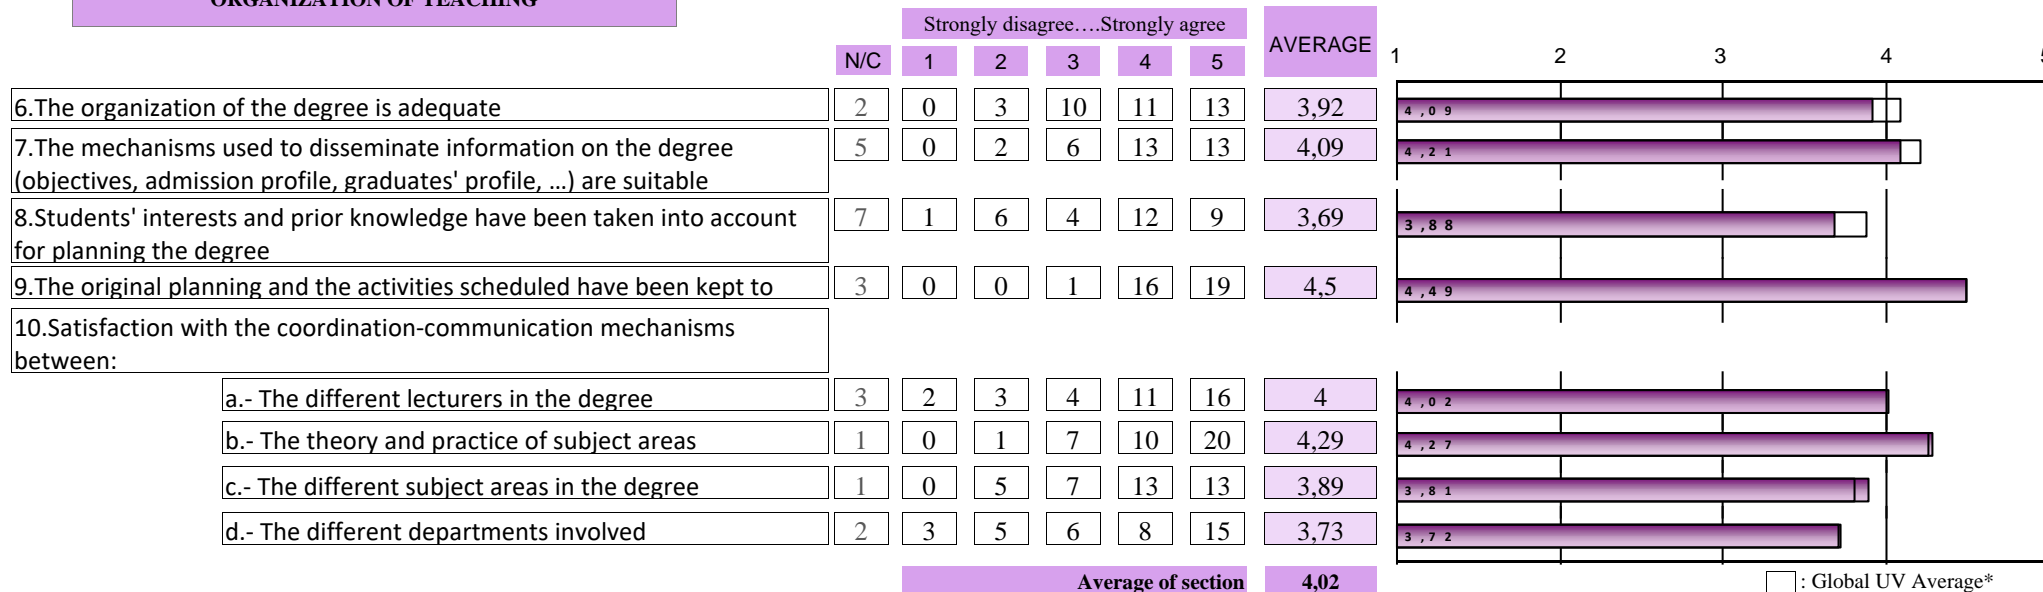 ORGANIZATION OF TEACHING
Strongly disagree….Strongly agree
AVERAGE
N/C 1 2 3 4 5
1 2 3 4 5
6.The organization of the degree is adequate 2 0 3 10 11 13 3,92 4,09
7.The mechanisms used to disseminate information on the degree 5 0 2 6 13 13 4,09 4,21
(objectives, admission profile, graduates' profile, …) are suitable
8.Students' interests and prior knowledge have been taken into account 7 1 6 4 12 9 3,69 3,88
for planning the degree
9.The original planning and the activities scheduled have been kept to 3 0 0 1 16 19 4,5 4,49
10.Satisfaction with the coordination-communication mechanisms
between:
a.- The different lecturers in the degree 3 2 3 4 11 16 4 4,02
b.- The theory and practice of subject areas 1 0 1 7 10 20 4,29 4,27
c.- The different subject areas in the degree 1 0 5 7 13 13 3,89 3,81
d.- The different departments involved 2 3 5 6 8 15 3,73 3,72
Average of section 4,02
: Global UV Average*